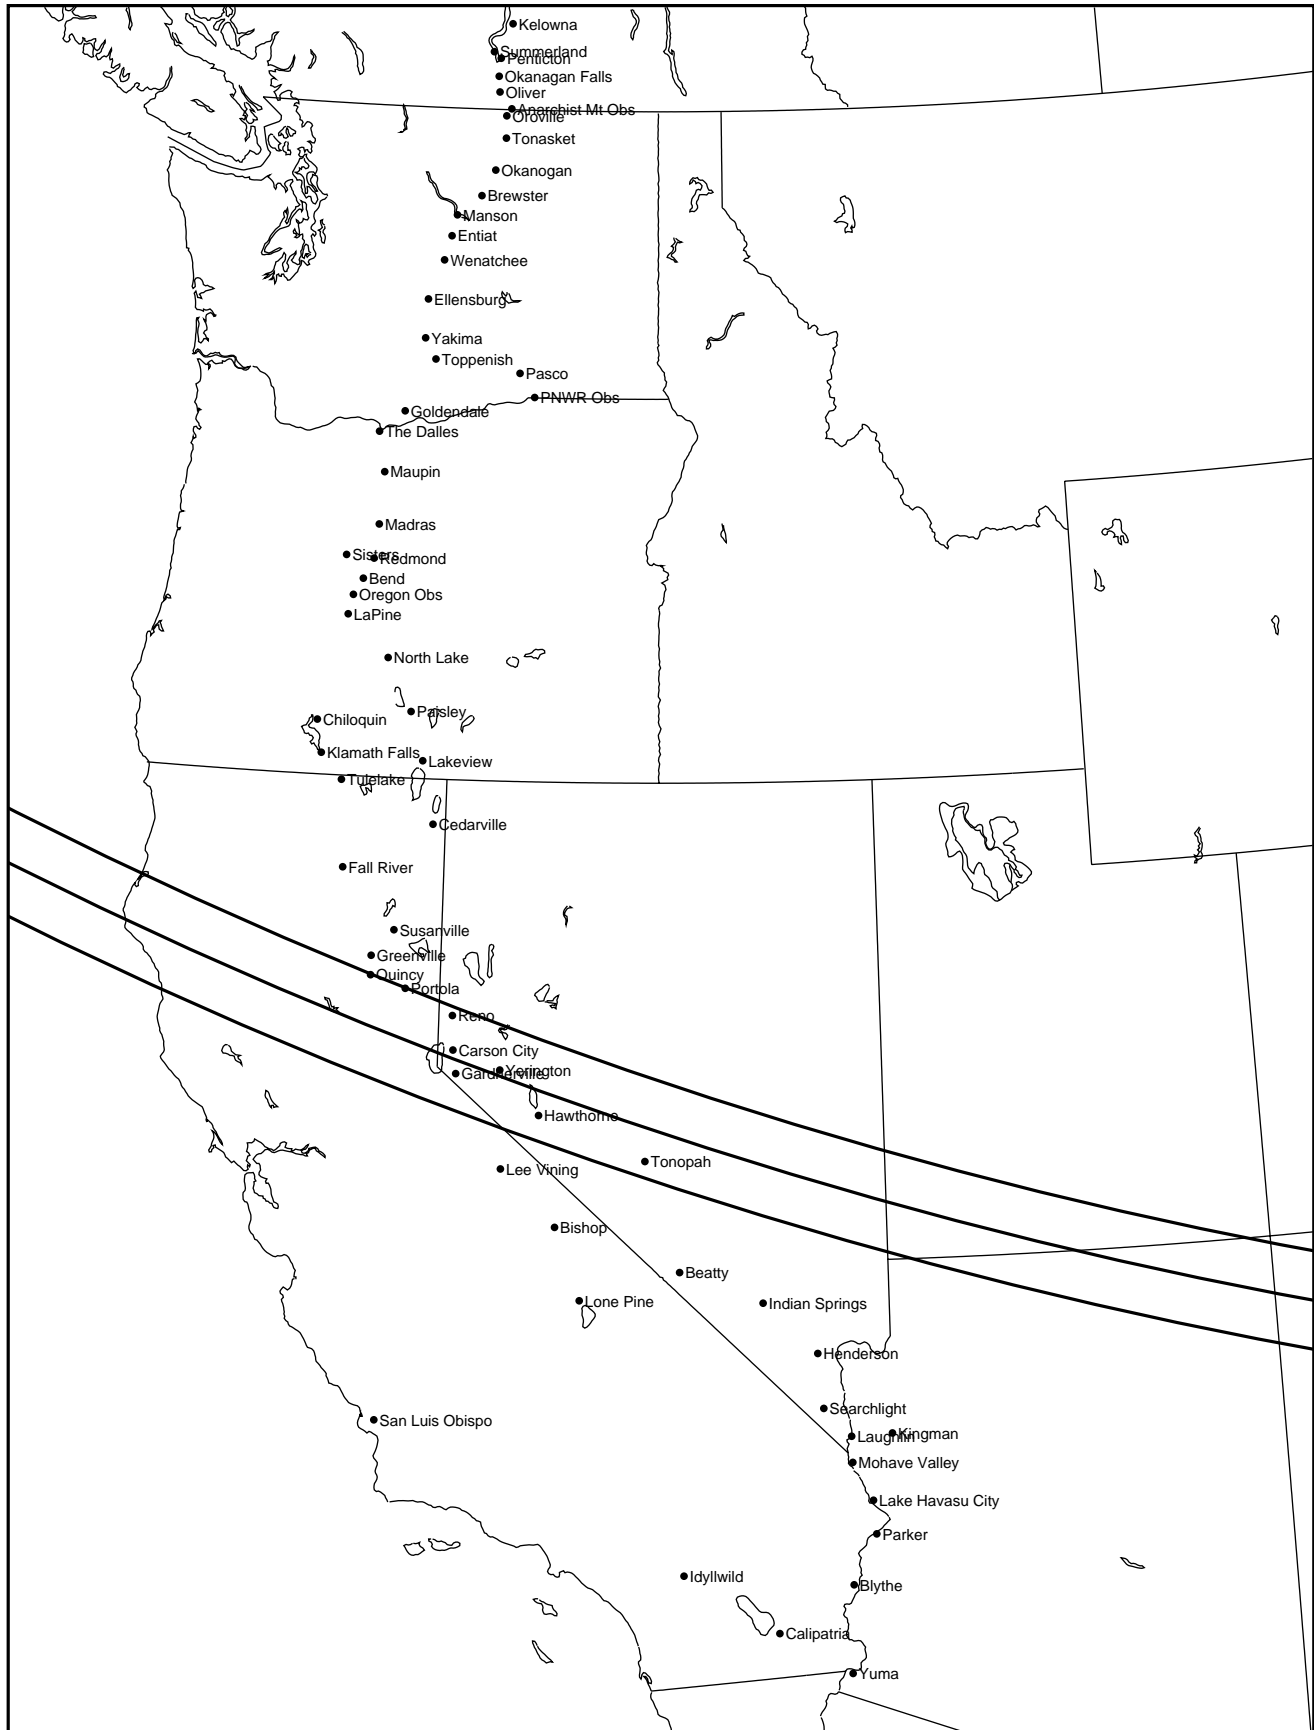 Kelowna
Summerland
Penticton
Okanagan Falls
Oliver
Anarchist Mt Obs
Oroville
Tonasket
Okanogan
Brewster
Manson
Entiat
Wenatchee
Ellensburg
Yakima
Toppenish
Pasco
PNWR Obs
Goldendale
The Dalles
Maupin
Madras
Sisters
Redmond
Bend
Oregon Obs
LaPine
North Lake
Paisley
Chiloquin
Klamath Falls
Lakeview
Tulelake
Cedarville
Fall River
Susanville
Greenville
Quincy
Portola
Reno
Carson City
Yerington
Gardnerville
Hawthorne
Tonopah
Lee Vining
Bishop
Beatty
Lone Pine
Indian Springs
Henderson
Searchlight
San Luis Obispo
Kingman
Laughlin
Mohave Valley
Lake Havasu City
Parker
Idyllwild
Blythe
Calipatria
Yuma